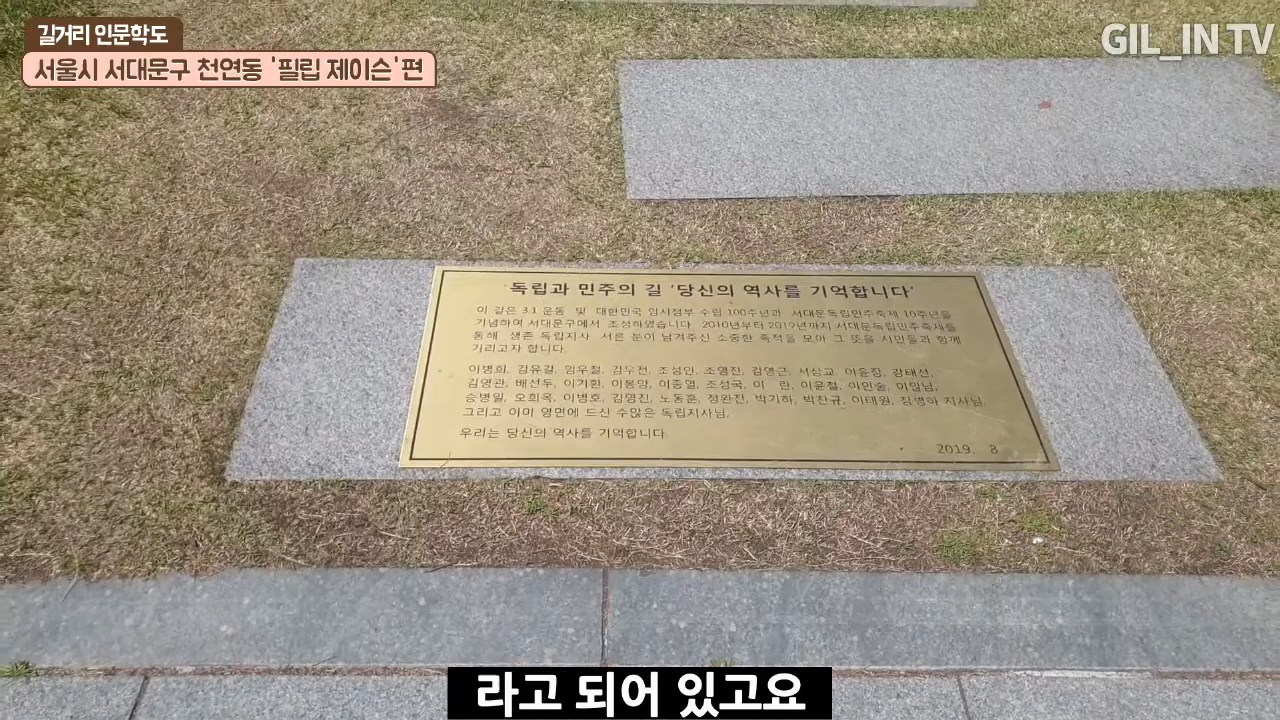 길거리 인문학도
GIL_IN TV
서울시 서대문구 천연동 '필립 제이슨'편
독립과 민주의 길 '당신의 역사를 기억합니다'
이 길은 3.1 운동 및 대한민국 임시정부 수립 100주년과 서대문독립민주축제 10주년을
기념하여 서대문구에서 조성하였습니다. 2010년부터 2019년까지 서대문독립민주축제를
통해 생존 독립지사 서른 분이 남겨주신 소중한 족적을 모아 그 뜻을 시민들과 함께
기리고자 합니다.
이병희, 김유길, 임우철, 김우전, 조성인, 소영진, 김영근, 서상교, 이윤장, 강태선,
김영관, 배선두, 이기환, 이봉양, 이종열, 조성국, 이 란, 이윤철, 이인술, 이일남,
승병일, 오희옥, 이병호, 김명진, 노동훈, 정완진, 박기하, 박찬규, 이태원, 장병하 지사님,
그리고 이미 영면에 드신 수많은 독립지사님,
우리는 당신의 역사를 기억합니다.
2019. 8
라고 되어 있고요